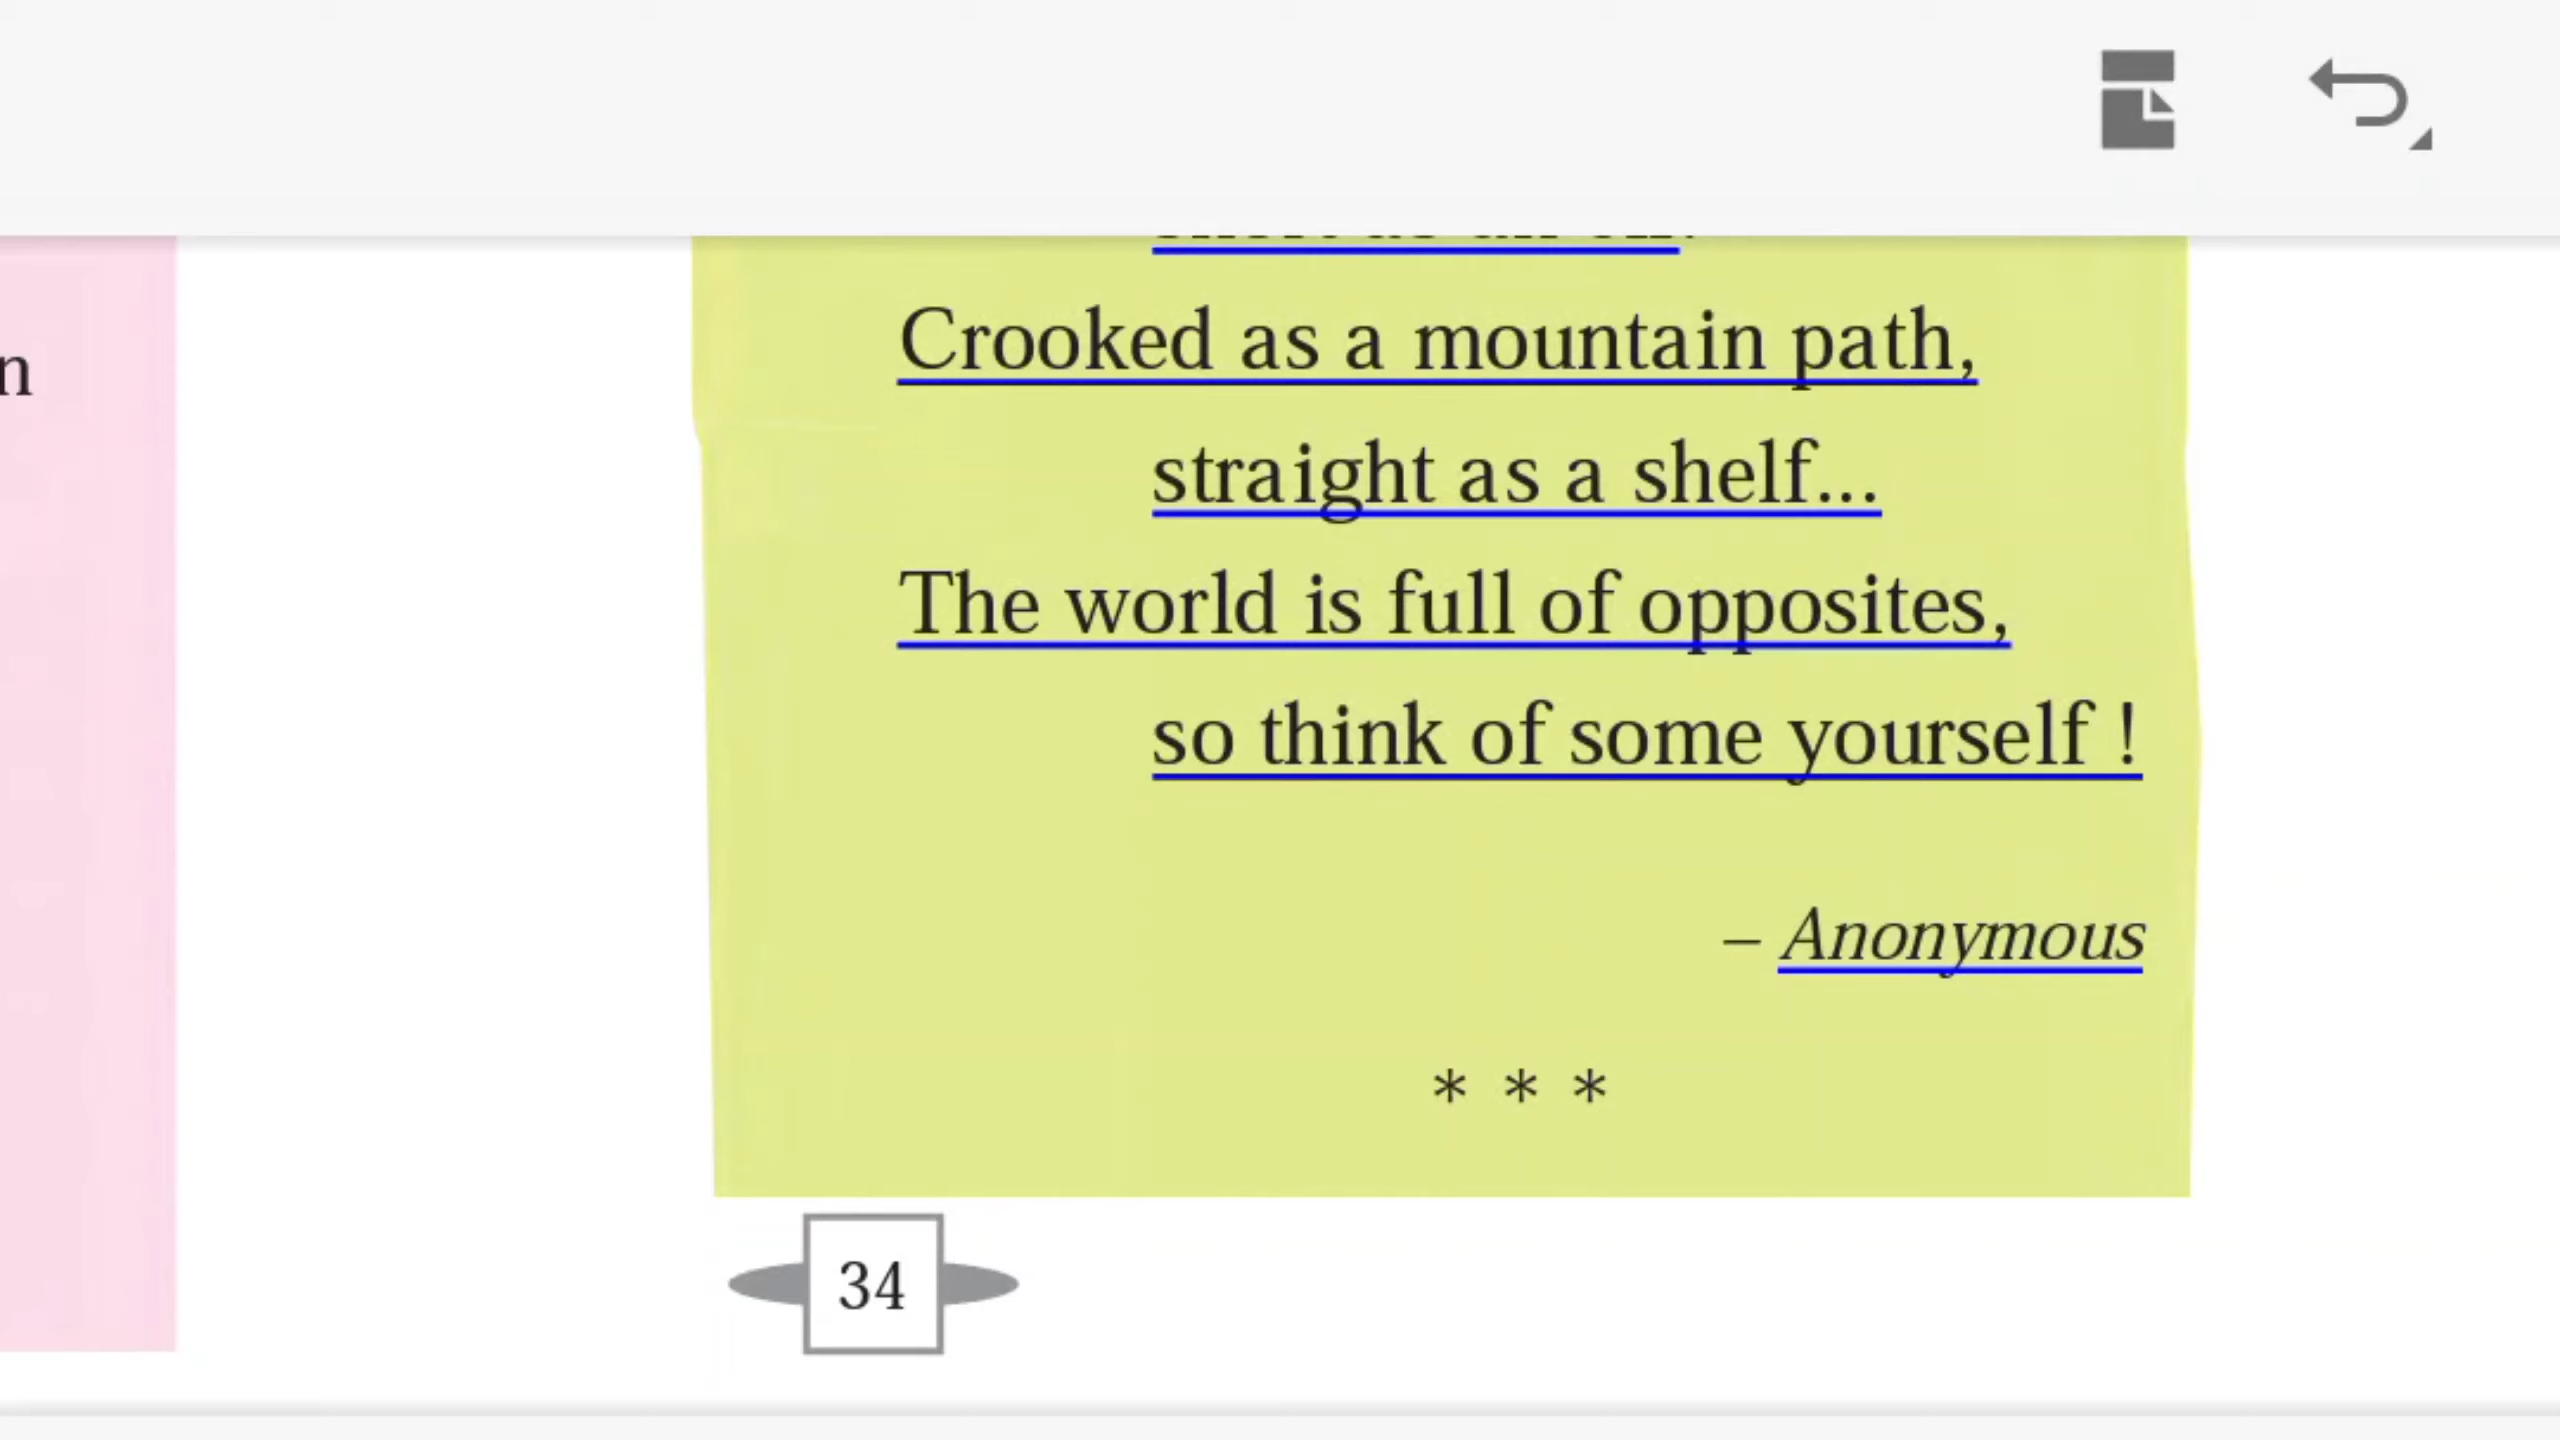 Crooked as a mountain path,
straight as a shelf...
The world is full of opposites,
so think of some yourself !
– Anonymous
* * *
34
n